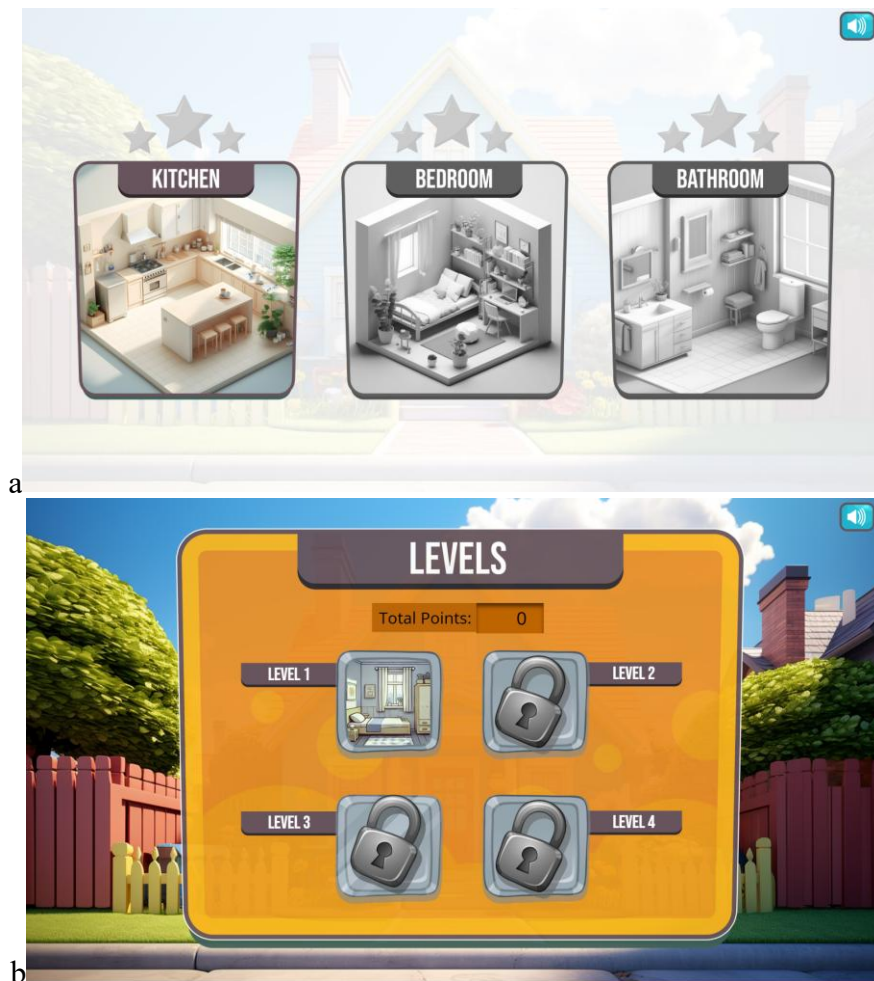 KITCHEN BEDROOM BATHROOM
a
LEVELS
Total Points: 0
LEVEL 1 LEVEL 2
LEVEL 3 LEVEL 4
b